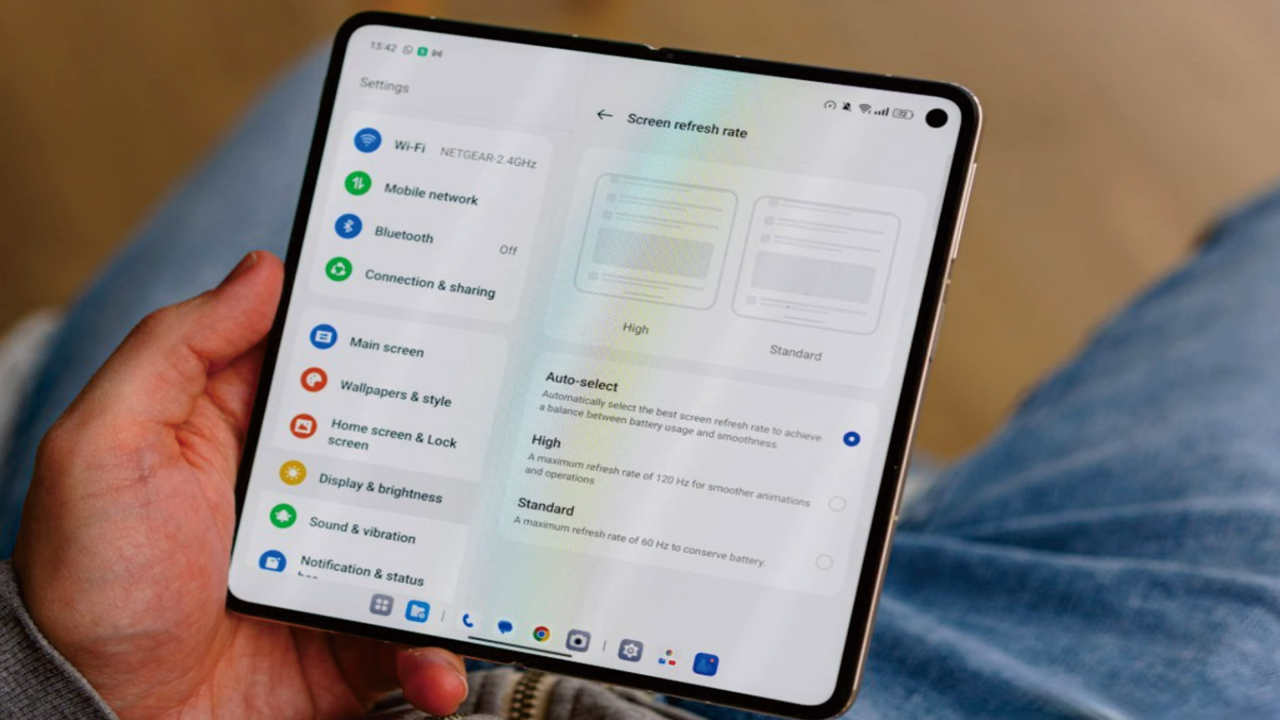 15:42
Settings
Wi-Fi NETGEAR-2.4GHz
Mobile network
Bluetooth Off
Connection & sharing
Main screen
Wallpapers & style
Home screen & Lock
screen
Display & brightness
Sound & vibration
Notification & status
Screen refresh rate
High
Standard
Auto-select
Automatically select the best screen refresh rate to achieve
a balance between battery usage and smoothness.
High
A maximum refresh rate of 120 Hz for smoother animations
and operations
Standard
A maximum refresh rate of 60 Hz to conserve battery.